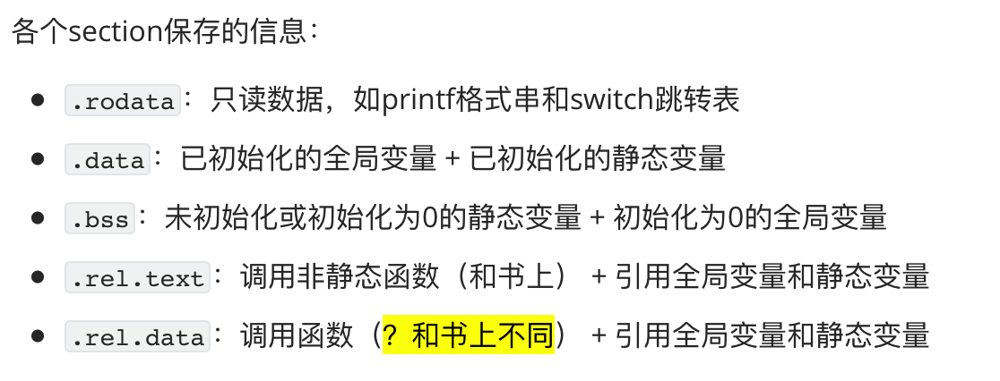 各个section保存的信息：
• .rodata：只读数据，如printf格式串和switch跳转表
• .data：已初始化的全局变量 + 已初始化的静态变量
• .bss：未初始化或初始化为0的静态变量 + 初始化为0的全局变量
• .rel.text：调用非静态函数（和书上） + 引用全局变量和静态变量
• .rel.data：调用函数（？和书上不同） + 引用全局变量和静态变量